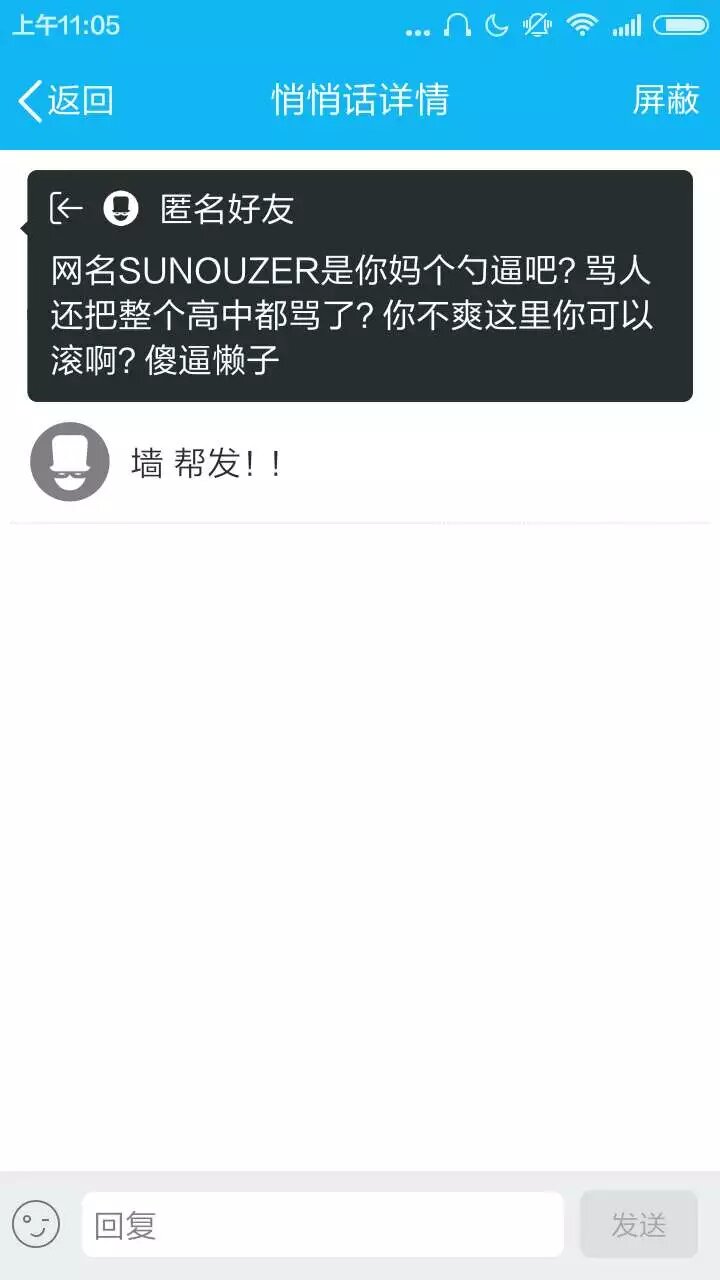 上午11:05
返回
悄悄话详情
屏蔽
匿名好友
网名SUNOUZER是你妈个勺逼吧? 骂人
还把整个高中都骂了? 你不爽这里你可以
滚啊? 傻逼懒子
墙 帮发! !
回复
发送